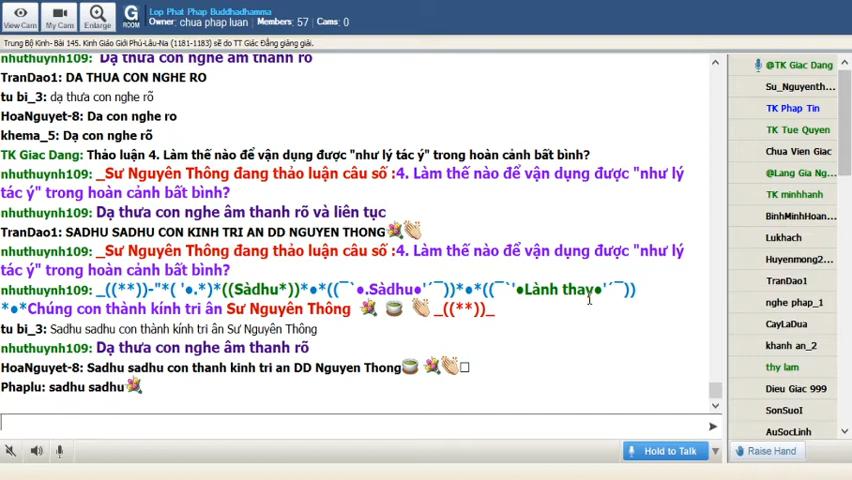 Lop Phat Phap Buddhadhamma
Owner: chua phap luan Members: 57 Cams: 0
View Cam
My Cam
Enlarge
G
ROOM
Trung Bộ Kinh- Bài 145. Kinh Giáo Giới Phú-Lâu-Na (1181-1183) sẽ do TT Giác Đẳng giảng giải.
nhuthuynh109: Dạ thưa con nghe âm thanh rõ
TranDao1: DA THUA CON NGHE RO
tu bi_3: dạ thưa con nghe rõ
HoaNguyet-8: Da con nghe ro
khema_5: Dạ con nghe rõ
TK Giac Dang: Thảo luận 4. Làm thế nào để vận dụng được "như lý tác ý" trong hoàn cảnh bất bình?
_Sư Nguyên Thông đang thảo luận câu số :4. Làm thế nào để vận dụng được "như lý
tác ý" trong hoàn cảnh bất bình?
nhuthuynh109: Dạ thưa con nghe âm thanh rõ và liên tục
TranDao1: SADHU SADHU CON KINH TRI AN DD NGUYEN THONG💐👏
_Sư Nguyên Thông đang thảo luận câu số :4. Làm thế nào để vận dụng được "như lý
tác ý" trong hoàn cảnh bất bình?
nhuthuynh109: _((**))-"*( '●.*)*((Sàdhu*))*●*((¯`●.Sàdhu●'´¯))*●*((¯`'●Lành thay●'´¯))
*●*Chúng con thành kính tri ân Sư Nguyên Thông 💐 🍵 👏 _((**))_
tu bi_3: Sadhu sadhu con thành kính tri ân Sư Nguyên Thông
nhuthuynh109: Dạ thưa con nghe âm thanh rõ
HoaNguyet-8: Sadhu sadhu con thanh kinh tri an DD Nguyen Thong🍵 💐👏□
Phaplu: sadhu sadhu💐
Hold to Talk
@TK Giac Dang
Su_Nguyenth...
TK Phap Tin
TK Tue Quyen
Chua Vien Giac
@Lang Gia Ng...
TK minhhanh
BinhMinhHoan...
Lukhach
Huyenmong2...
TranDao1
nghe phap_1
CayLaDua
khanh an_2
thy lam
Dieu Giac 999
SonSuoI
AuSocLinh
Raise Hand